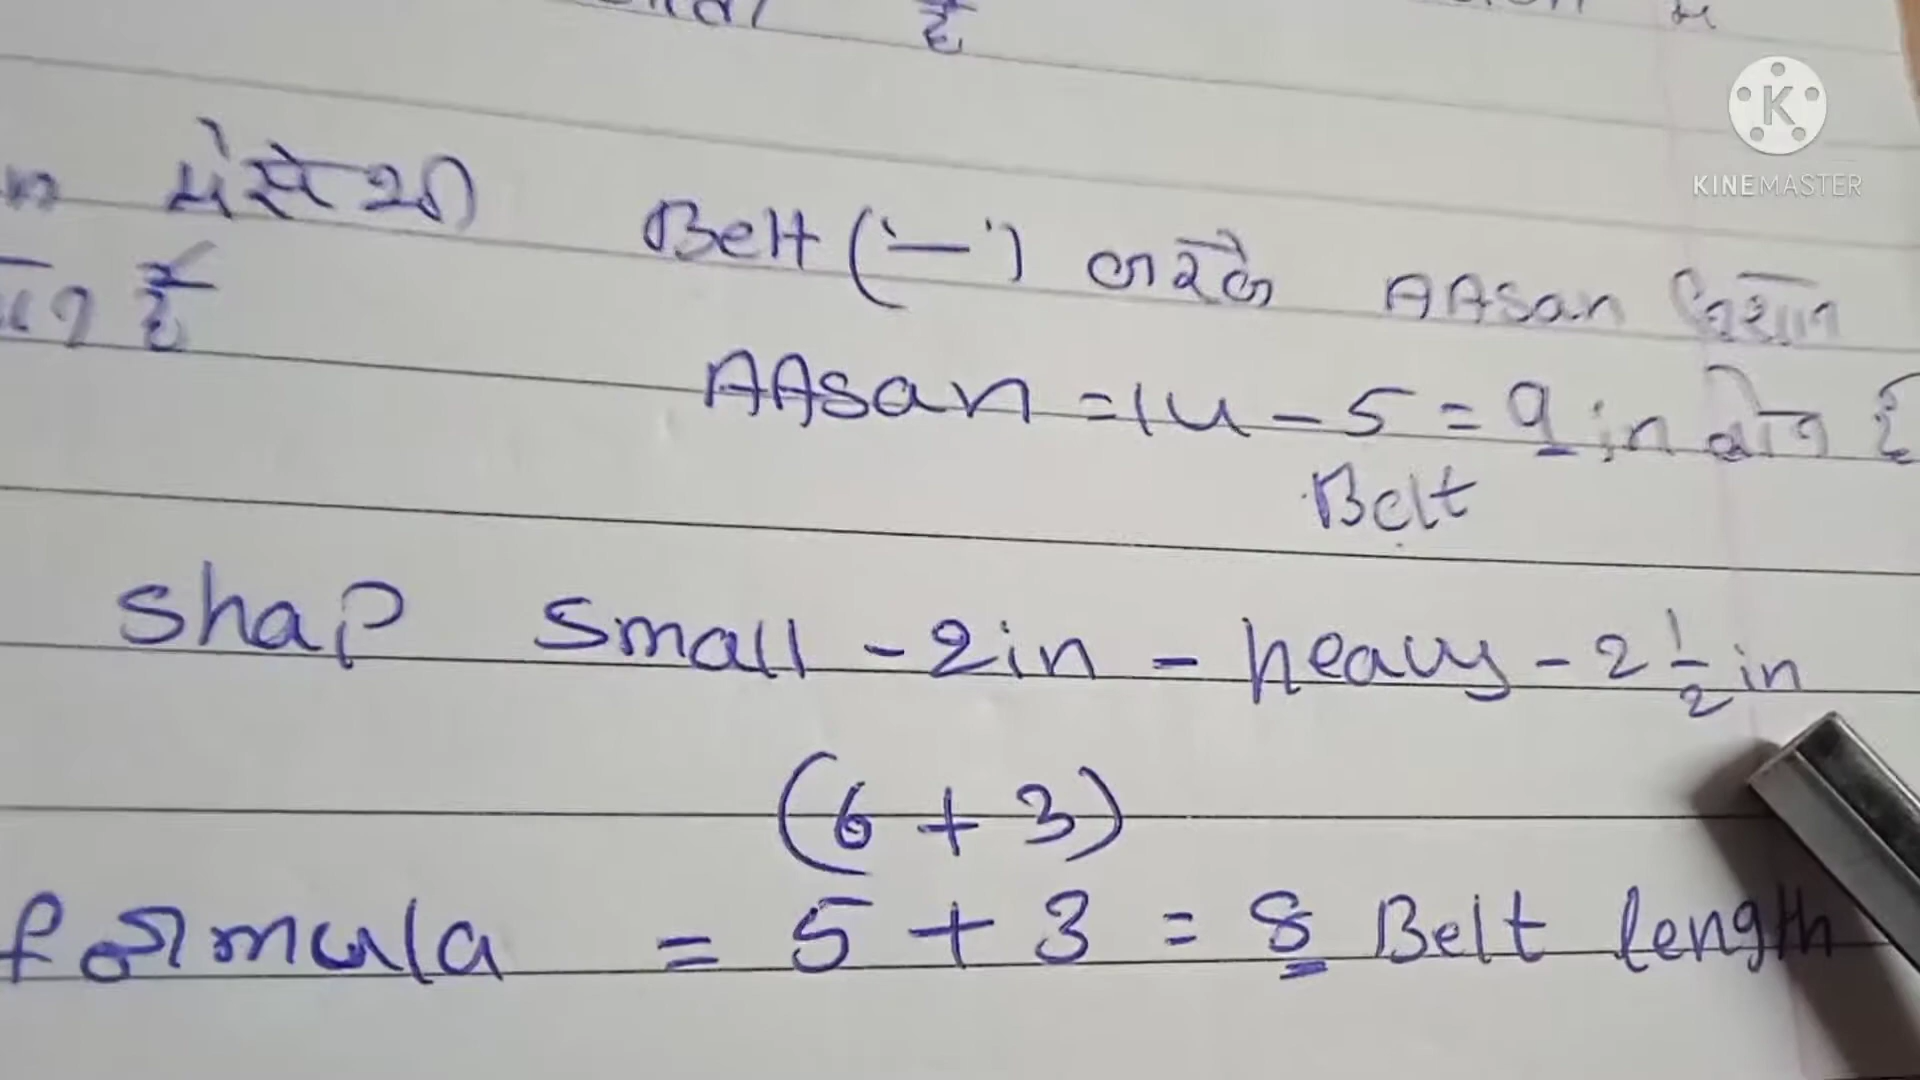 है
KINEMASTER
Belt (-) करके AAsan
है
AAsan = 14 - 5 = 9 in
Belt
Shap Small - 2in - heavy - 2 1/2 in
(6 + 3)
formula = 5 + 3 = 8 Belt length